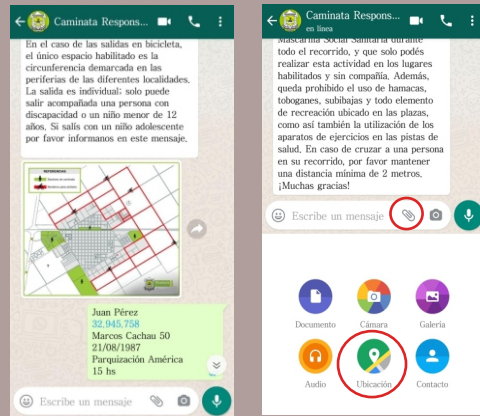 Caminata Respons...
En el caso de las salidas en bicicleta,
el único espacio habilitado es la
circunferencia demarcada en las
periferias de las diferentes localidades.
La salida es individual; solo puede
salir acompañada una persona con
discapacidad o un niño menor de 12
años. Si salís con un niño adolescente
por favor informanos en este mensaje.
REFERENCIAS
Juan Pérez
32.945.758
Marcos Cachau 50
21/08/1987
Parquización América
15 hs
Escribe un mensaje
Caminata Respons...
en línea
Mascarilla Social Sanitaria durante
todo el recorrido, y que solo podés
realizar esta actividad en los lugares
habilitados y sin compañía. Además,
queda prohibido el uso de hamacas,
toboganes, subibajas y todo elemento
de recreación ubicado en las plazas,
como así también la utilización de los
aparatos de ejercicios en las pistas de
salud. En caso de cruzar a una persona
en su recorrido, por favor mantener
una distancia mínima de 2 metros.
¡Muchas gracias!
Escribe un mensaje
Documento
Cámara
Galería
Audio
Ubicación
Contacto